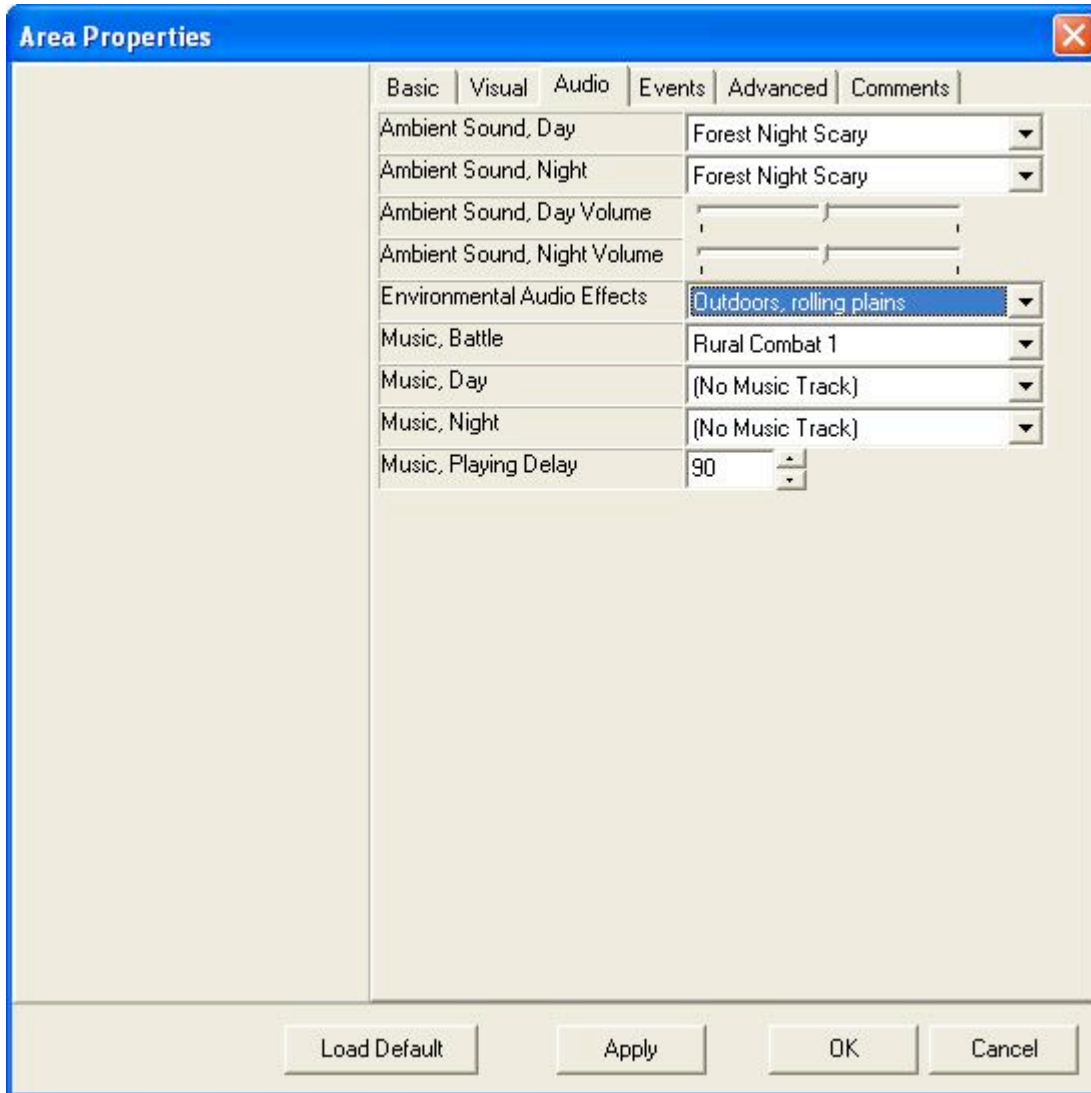 Area Properties
Basic Visual Audio Events Advanced Comments
Ambient Sound, Day Forest Night Scary
Ambient Sound, Night Forest Night Scary
Ambient Sound, Day Volume
Ambient Sound, Night Volume
Environmental Audio Effects Outdoors, rolling plains
Music, Battle Rural Combat 1
Music, Day (No Music Track)
Music, Night (No Music Track)
Music, Playing Delay 90
Load Default Apply OK Cancel